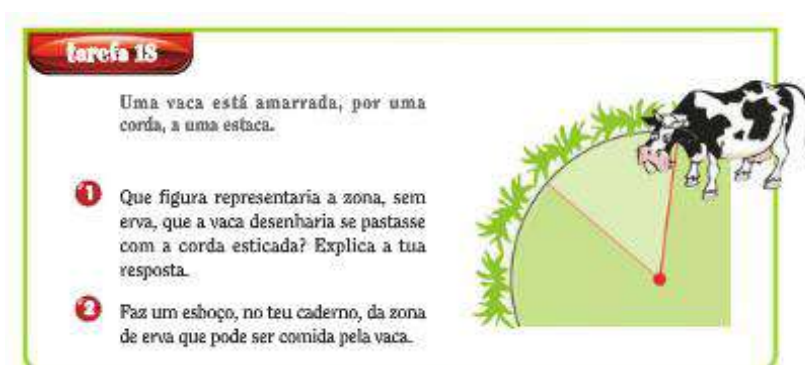 tarefa 18
Uma vaca está amarrada, por uma
corda, a uma estaca.
1 Que figura representaria a zona, sem
erva, que a vaca desenharia se pastasse
com a corda esticada? Explica a tua
resposta.
2 Faz um esboço, no teu caderno, da zona
de erva que pode ser comida pela vaca.